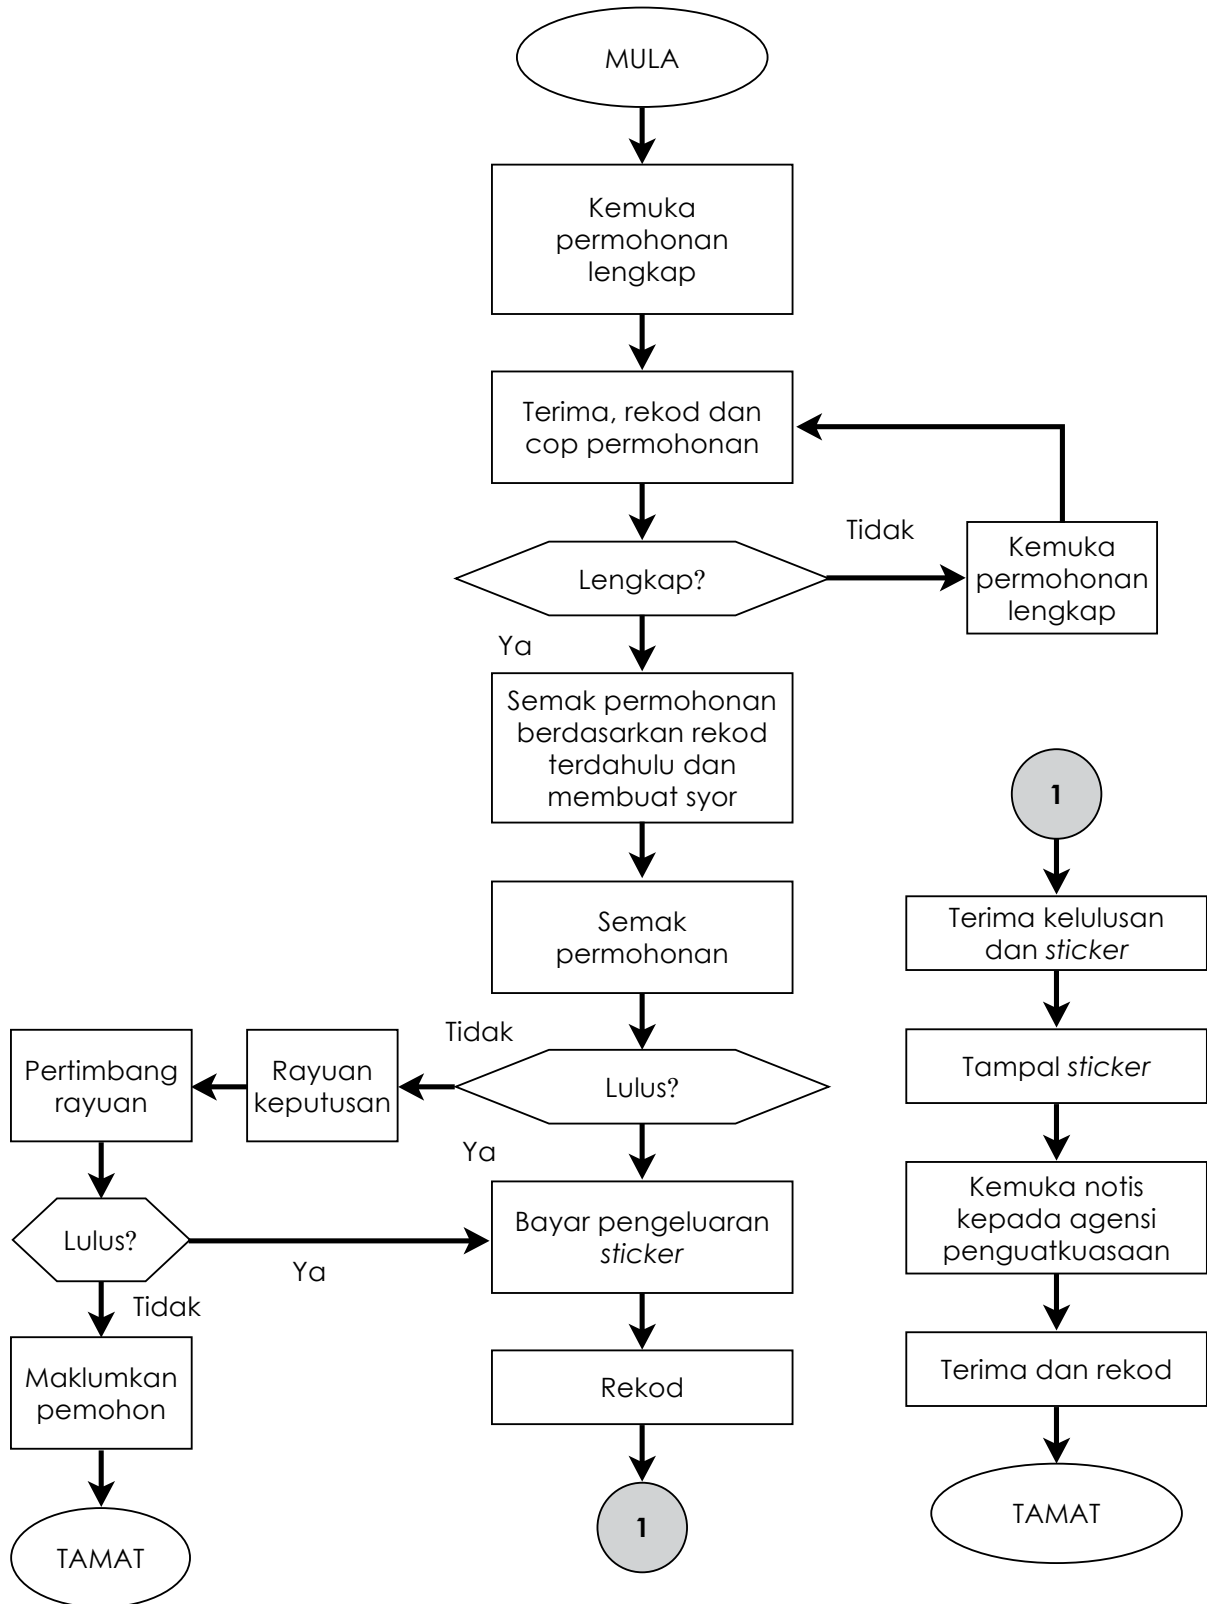 MULA
Kemuka
permohonan
lengkap
Terima, rekod dan
cop permohonan
Tidak
Lengkap?
Kemuka
permohonan
lengkap
Ya
Semak permohonan
berdasarkan rekod
terdahulu dan
membuat syor
Semak
permohonan
Tidak
Lulus?
Rayuan
keputusan
Pertimbang
rayuan
Lulus?
Ya
Tidak
Maklumkan
pemohon
TAMAT
Ya
Bayar pengeluaran
sticker
Rekod
1
1
Terima kelulusan
dan sticker
Tampal sticker
Kemuka notis
kepada agensi
penguatkuasaan
Terima dan rekod
TAMAT